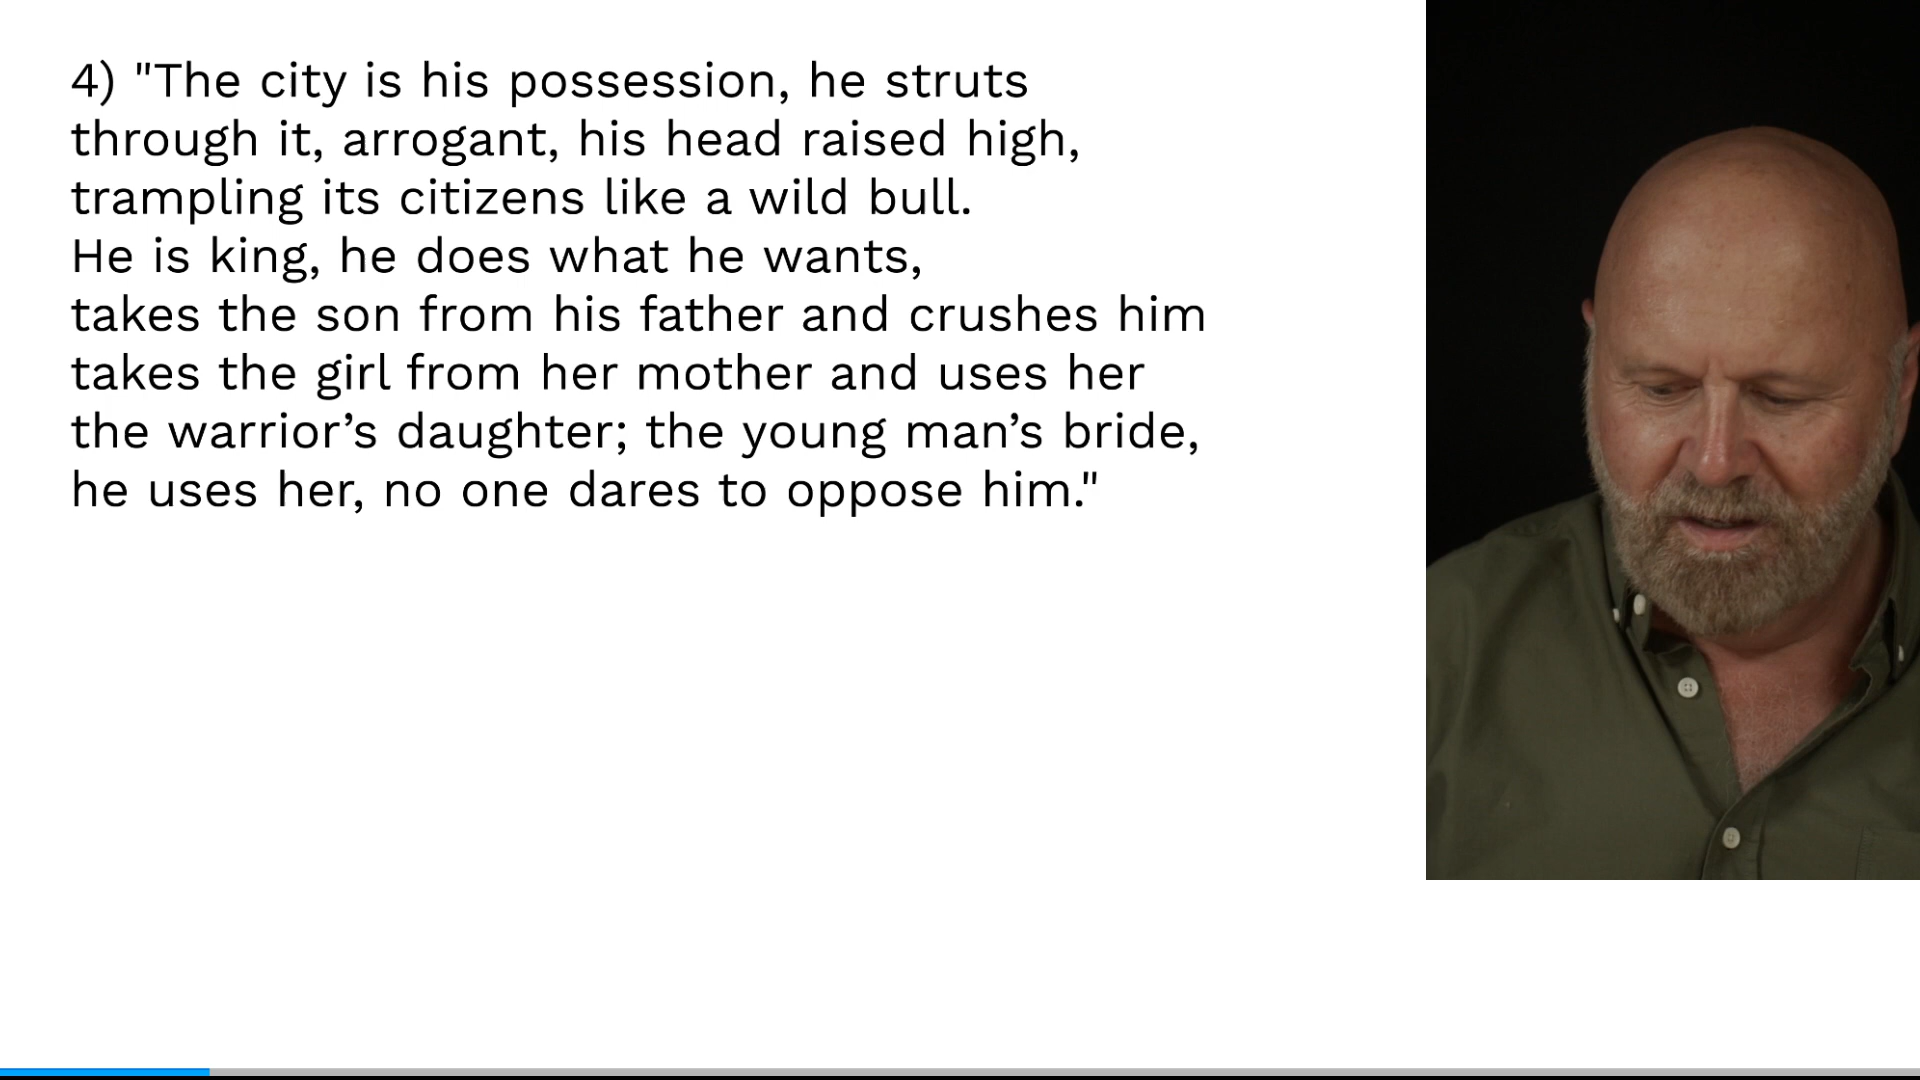 4) "The city is his possession, he struts
through it, arrogant, his head raised high,
trampling its citizens like a wild bull.
He is king, he does what he wants,
takes the son from his father and crushes him
takes the girl from her mother and uses her
the warrior’s daughter; the young man’s bride,
he uses her, no one dares to oppose him."